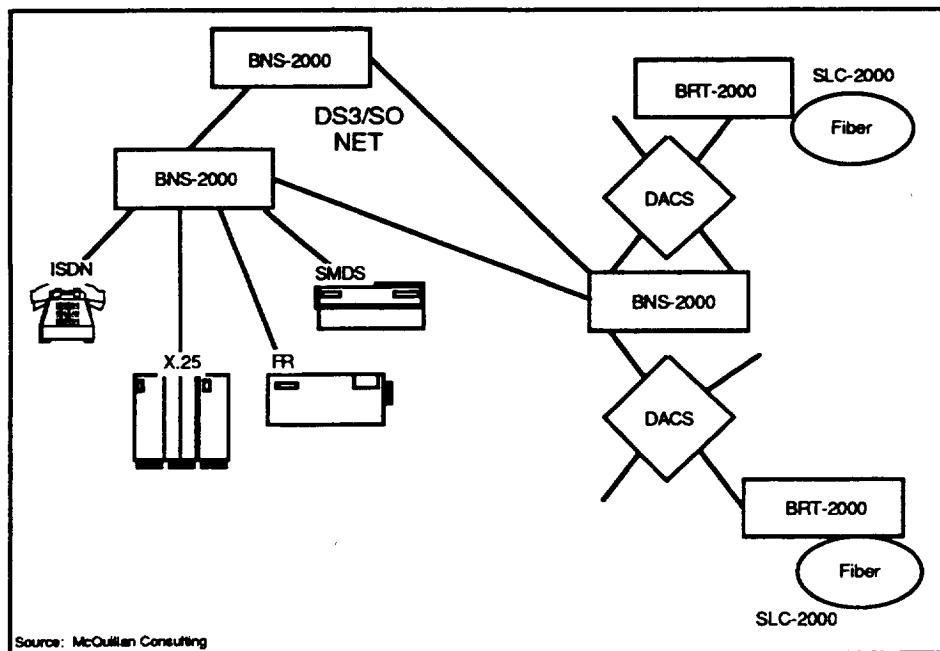 BNS-2000
SLC-2000
BRT-2000
Fiber
DS3/SO
NET
BNS-2000
DACS
ISDN
SMDS
BNS-2000
X.25
FR
DACS
BRT-2000
Fiber
SLC-2000
Source: McQuillan Consulting